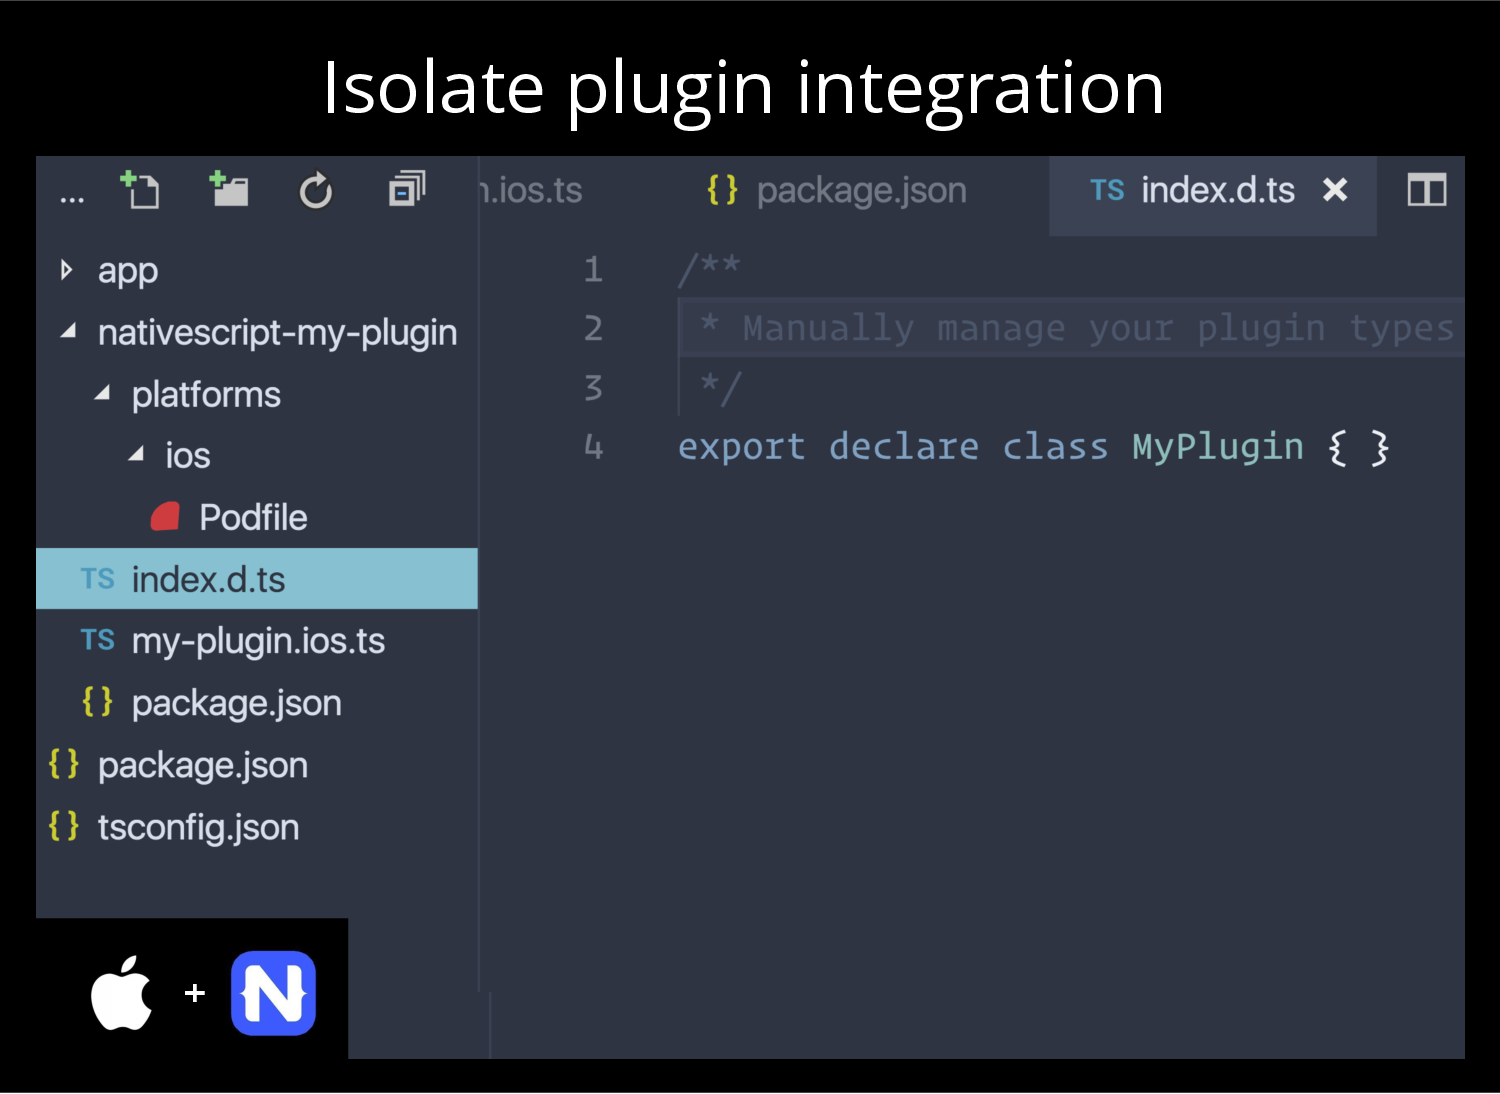 Isolate plugin integration
...
n.ios.ts
{} package.json
TS index.d.ts ×
app
nativescript-my-plugin
platforms
ios
Podfile
TS index.d.ts
TS my-plugin.ios.ts
{} package.json
{} package.json
{} tsconfig.json
1 /**
2 * Manually manage your plugin types
3 */
4 export declare class MyPlugin { }
+ N